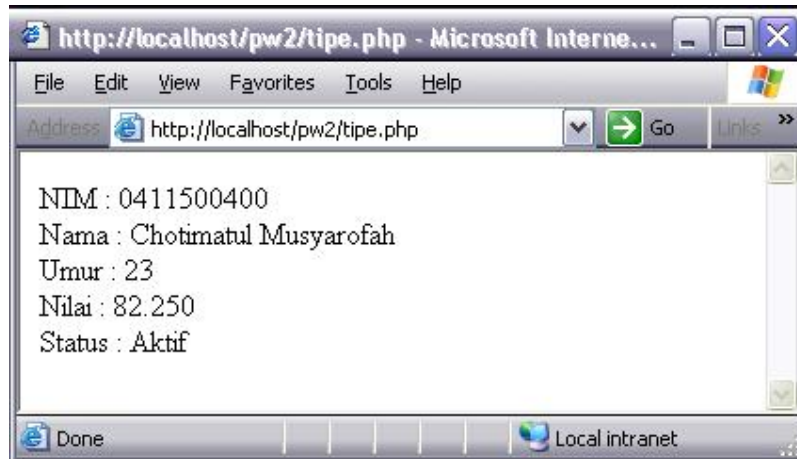 http://localhost/pw2/tipe.php - Microsoft Interne...
File Edit View Favorites Tools Help
Address http://localhost/pw2/tipe.php Go Links »
NIM : 0411500400
Nama : Chotimatul Musyarofah
Umur : 23
Nilai : 82.250
Status : Aktif
Done Local intranet